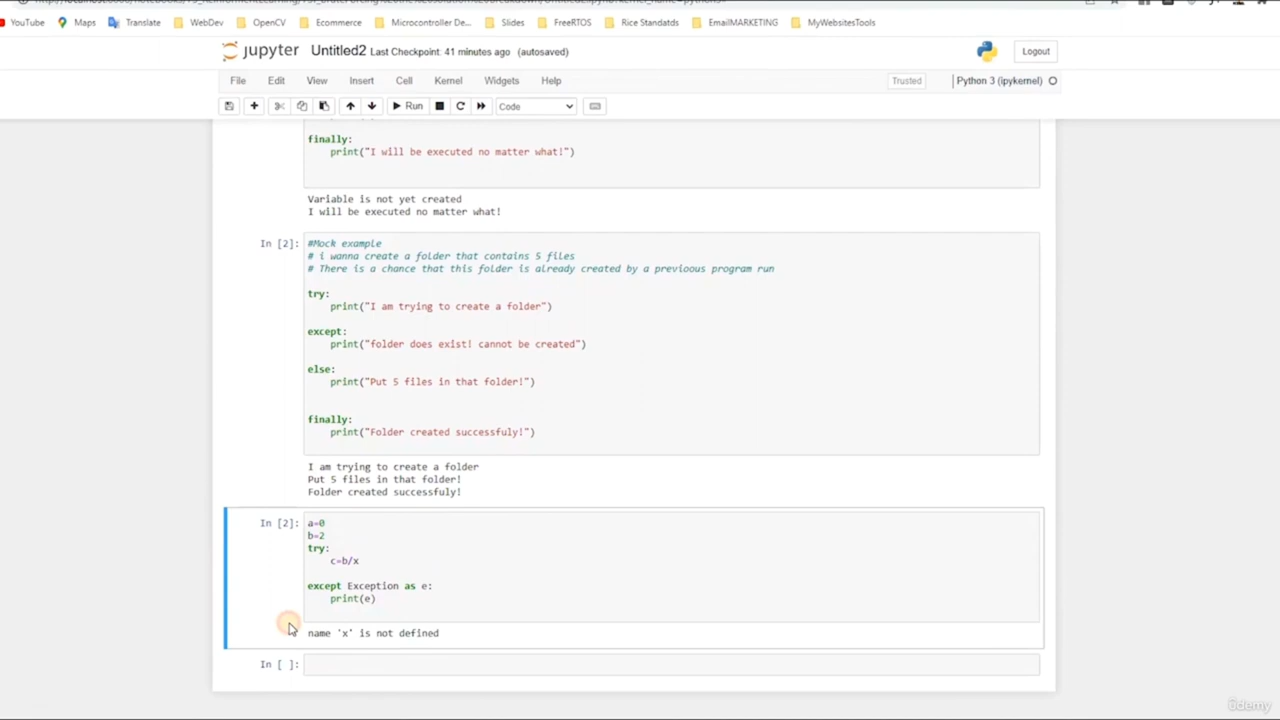 YouTube Maps Translate WebDev OpenCV Ecommerce Microcontroller De... Slides FreeRTOS Rice Standatds EmailMARKETING MyWebsitesTools
jupyter Untitled2 Last Checkpoint: 41 minutes ago (autosaved) Logout
File Edit View Insert Cell Kernel Widgets Help Trusted Python 3 (ipykernel)
Run Code
finally:
print("I will be executed no matter what!")
Variable is not yet created
I will be executed no matter what!
In [2]: #Mock example
# i wanna create a folder that contains 5 files
# There is a chance that this folder is already created by a previoous program run
try:
print("I am trying to create a folder")
except:
print("folder does exist! cannot be created")
else:
print("Put 5 files in that folder!")
finally:
print("Folder created successfuly!")
I am trying to create a folder
Put 5 files in that folder!
Folder created successfuly!
In [2]: a=0
b=2
try:
c=b/x
except Exception as e:
print(e)
name 'x' is not defined
In [ ]:
ûdemy